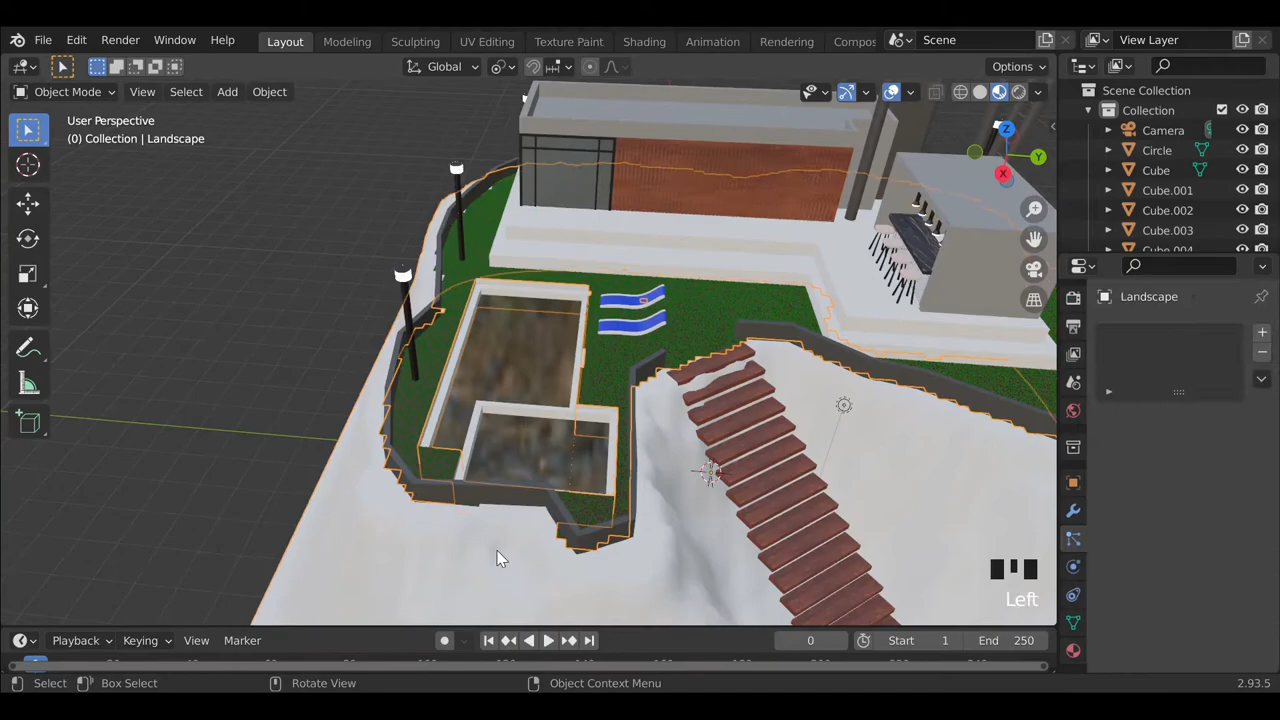 File Edit Render Window Help Layout Modeling Sculpting UV Editing Texture Paint Shading Animation Rendering Compos Scene View Layer
Global Options
Object Mode View Select Add Object
Scene Collection
Collection
Camera
Circle
Cube
Cube.001
Cube.002
Cube.003
Cube.004
User Perspective
(0) Collection | Landscape
Z
Y
X
Landscape
Left
Playback Keying View Marker 0 Start 1 End 250
Select Box Select Rotate View Object Context Menu 2.93.5